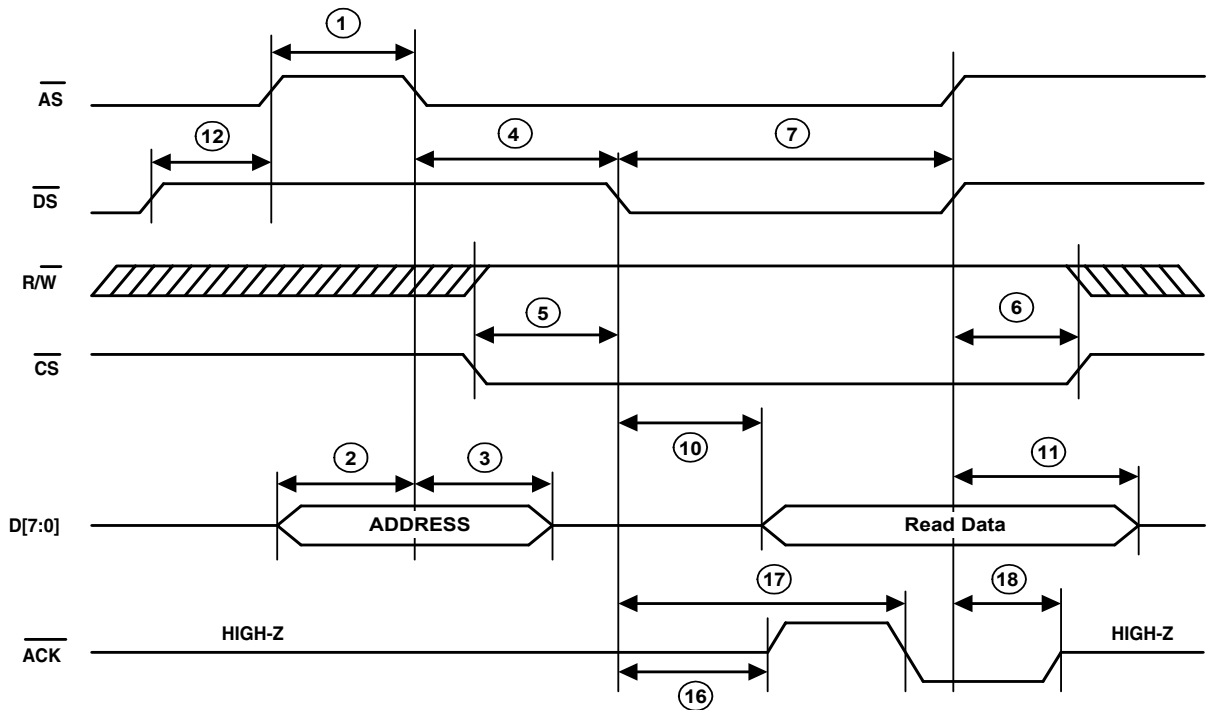 1
AS
12
4
7
DS
R/W
5
6
CS
10
2
3
11
D[7:0]
ADDRESS
Read Data
17
18
HIGH-Z
HIGH-Z
ACK
16